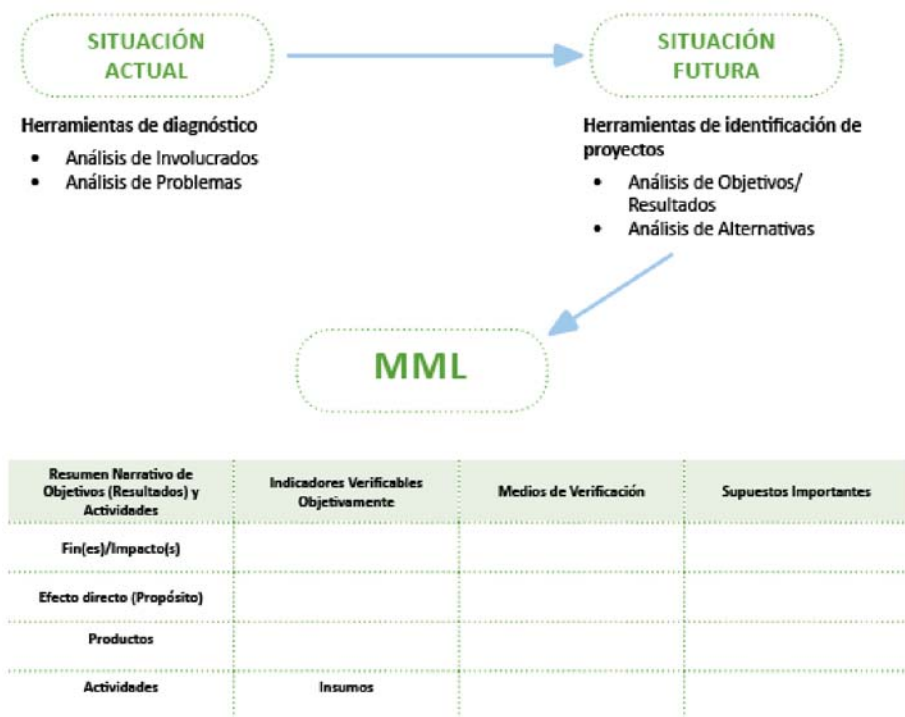 SITUACIÓN
ACTUAL
SITUACIÓN
FUTURA
Herramientas de diagnóstico
• Análisis de Involucrados
• Análisis de Problemas
Herramientas de identificación de
proyectos
• Análisis de Objetivos/
Resultados
• Análisis de Alternativas
MML
Resumen Narrativo de
Objetivos (Resultados) y
Actividades
Indicadores Verificables
Objetivamente
Medios de Verificación
Supuestos Importantes
Fin(es)/Impacto(s)
Efecto directo (Propósito)
Productos
Actividades
Insumos